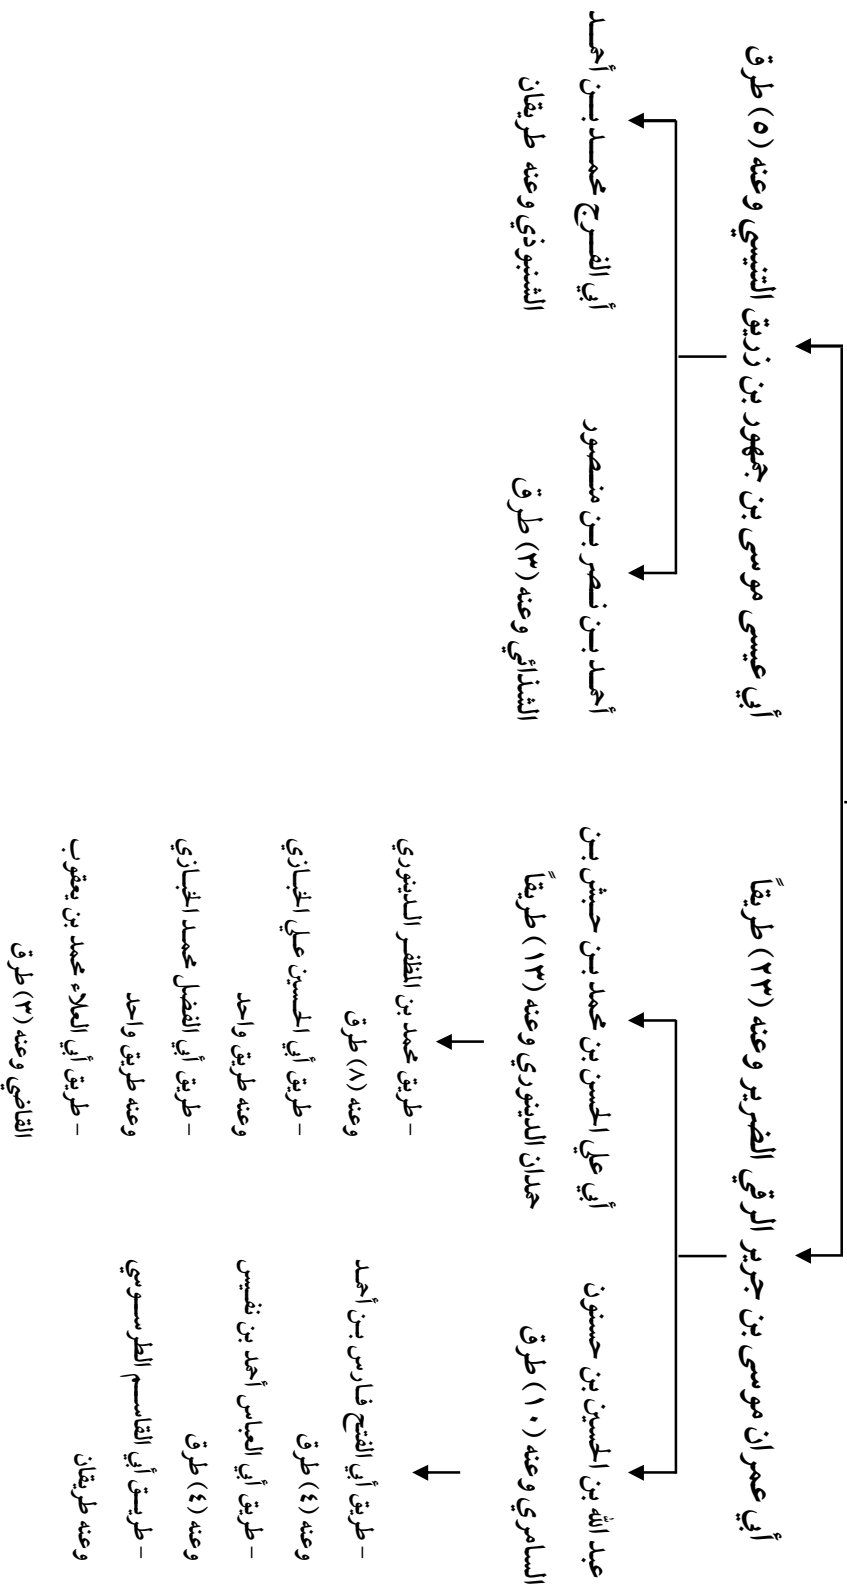 أبي عمران موسى بن جرير الرقي الضرير وعنه (٢٣) طريقاً
أبي عيسى موسى بن جمهور بن زريق التنيسي وعنه (٥) طرق
عبد الله بن الحسين بن حسنون
السامري وعنه (١٠) طرق
- طريق أبي الفتح فارس بن أحمد
وعنه (٤) طرق
- طريق أبي العباس أحمد بن نفيس
وعنه (٤) طرق
- طريق أبي القاسم الطرسوسي
وعنه طريقان
أبي علي الحسن بن محمد بن حبش بن
حمدان الدينوري وعنه (١٣) طريقاً
- طريق محمد بن المظفر الدينوري
وعنه (٨) طرق
- طريق أبي الحسين علي الخبازي
وعنه طريق واحد
- طريق أبي الفضل محمد الخبازي
وعنه طريق واحد
- طريق أبي العلاء محمد بن يعقوب
القاضي وعنه (٣) طرق
أحمد بن نصر بن منصور
الشذائي وعنه (٣) طرق
أبي الفرج محمد بن أحمد
الشنبوذي وعنه طريقان